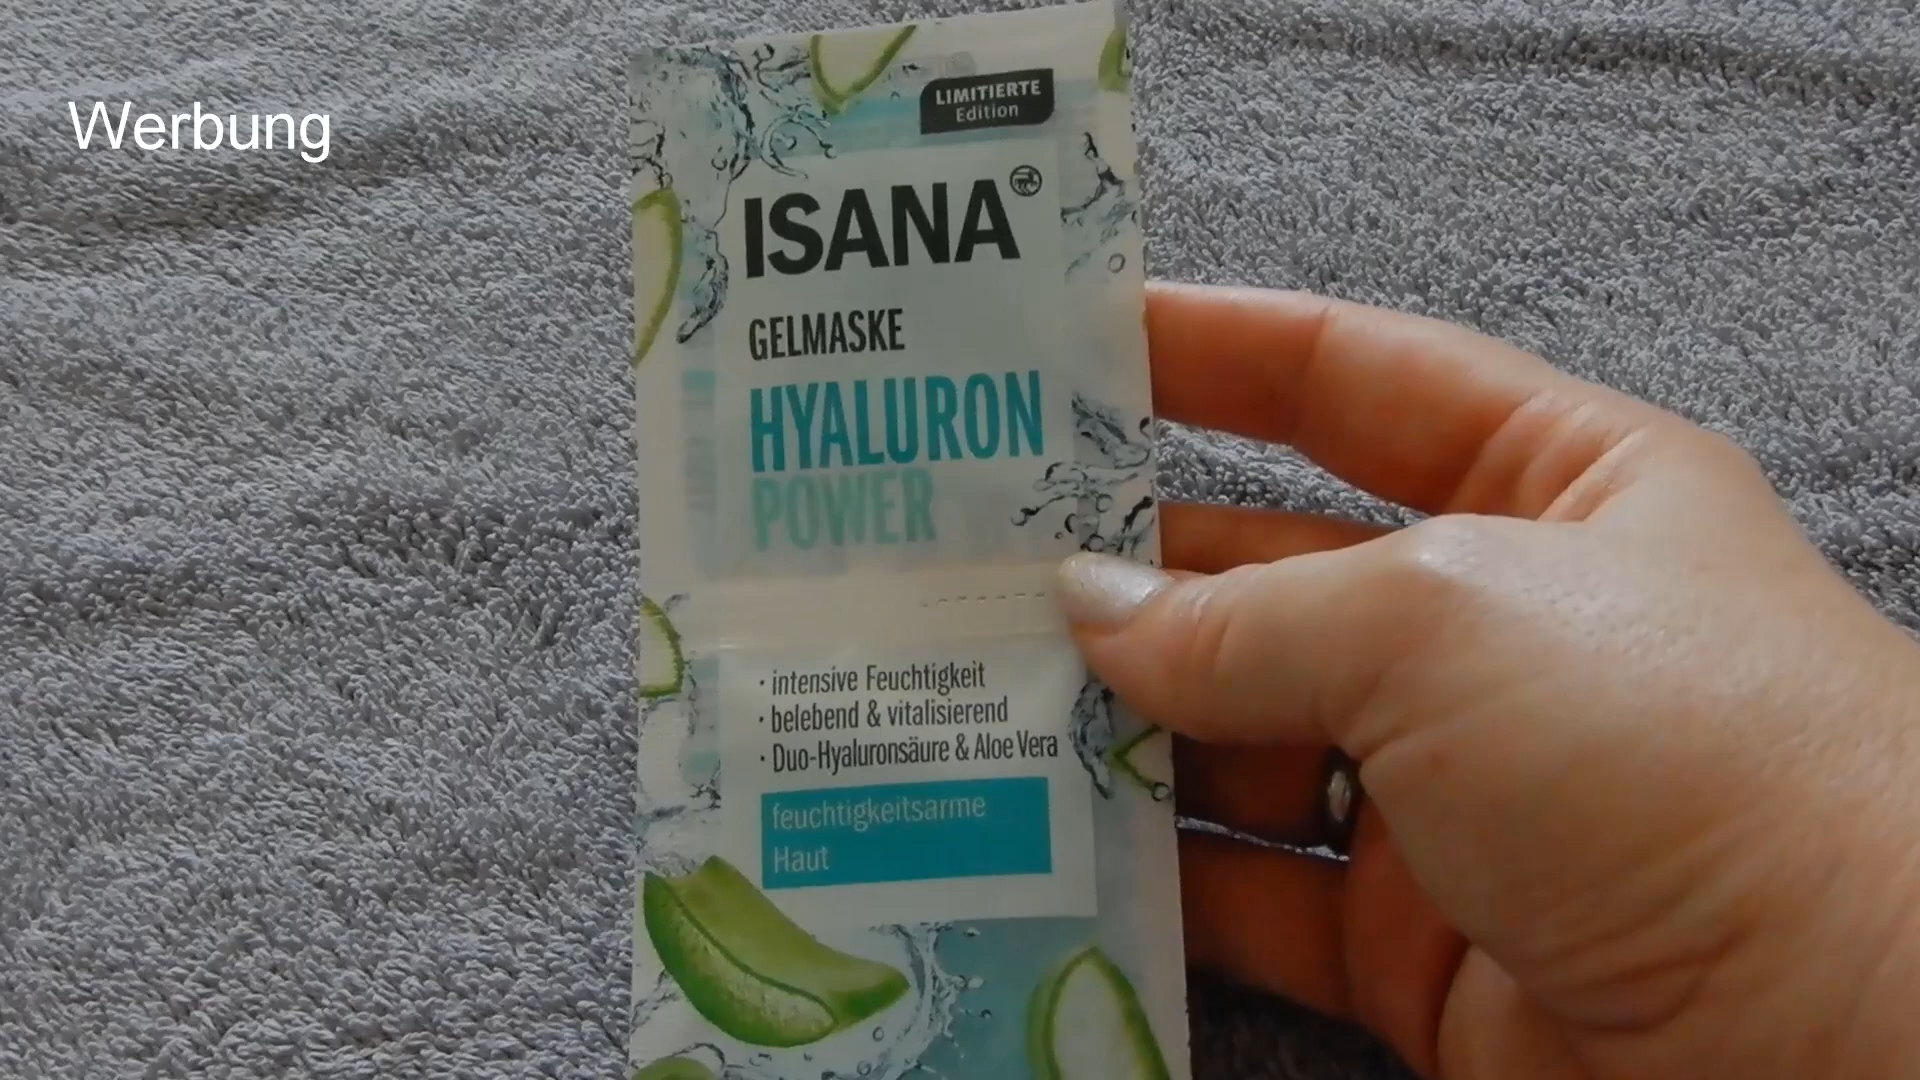 Werbung
LIMITIERTE
Edition
ISANA
GELMASKE
HYALURON
POWER
· intensive Feuchtigkeit
· belebend & vitalisierend
· Duo-Hyaluronsäure & Aloe Vera
feuchtigkeitsarme
Haut